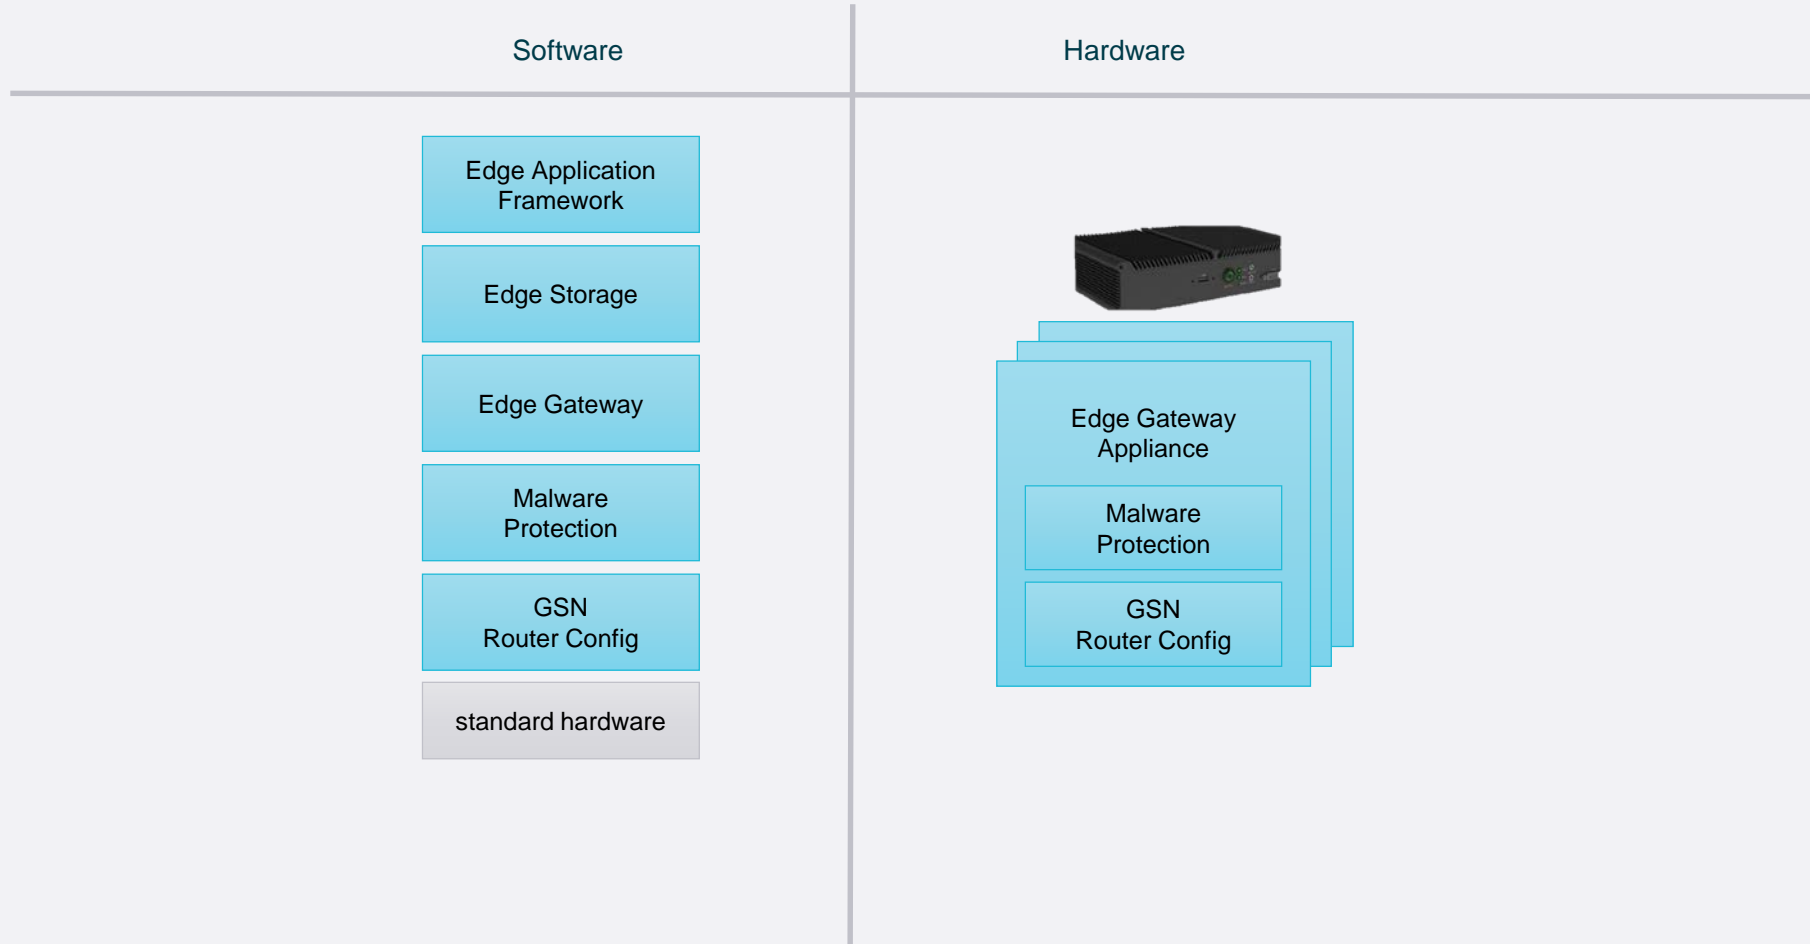 Software
Hardware
Edge Application
Framework
Edge Storage
Edge Gateway
Malware
Protection
GSN
Router Config
standard hardware
Edge Gateway
Appliance
Malware
Protection
GSN
Router Config